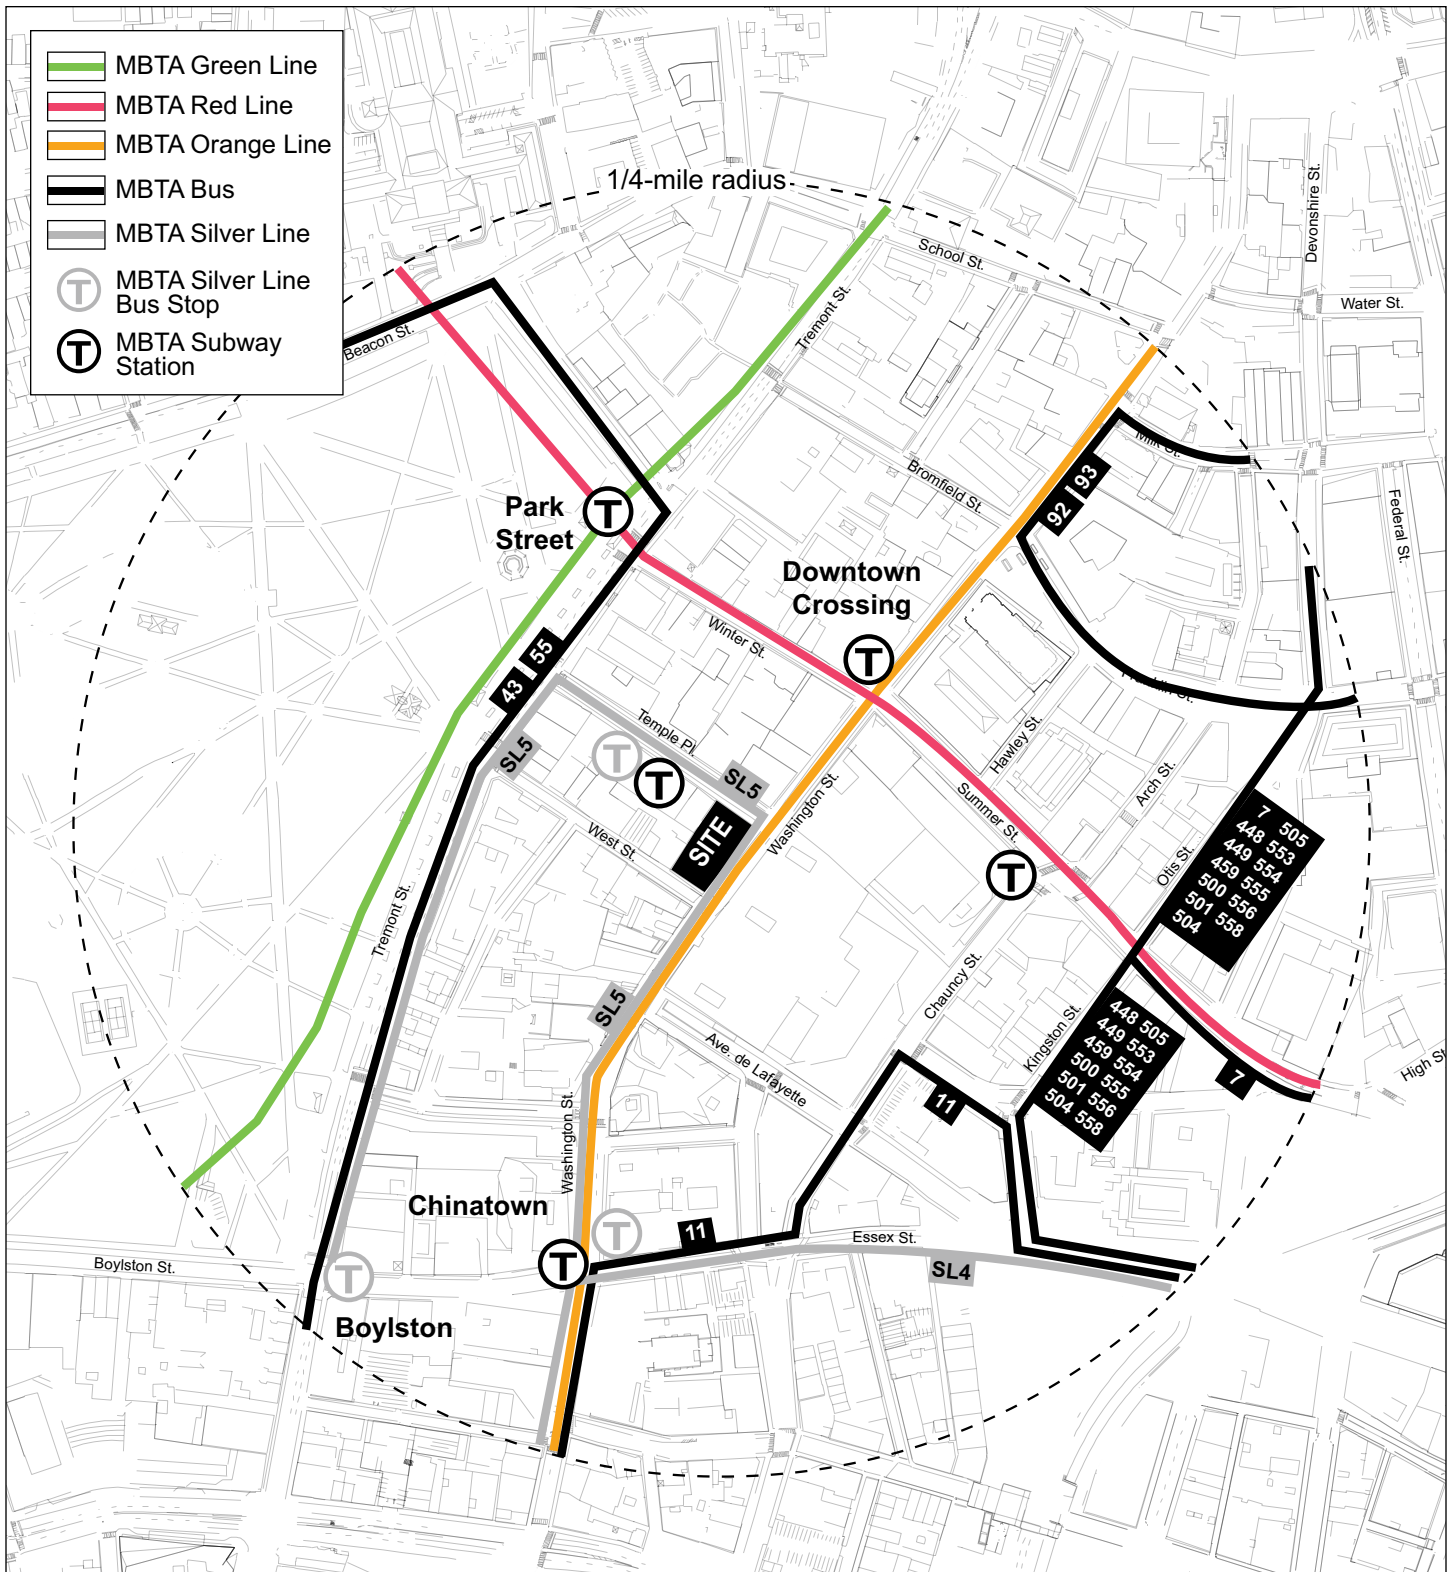 MBTA Green Line
MBTA Red Line
MBTA Orange Line
MBTA Bus
MBTA Silver Line
T
MBTA Silver Line
Bus Stop
T
MBTA Subway
Station
1/4-mile radius
Devonshire St.
School St.
Water St.
Tremont St.
Beacon St.
Milk St.
Bromfield St.
92 93
Federal St.
Park
Street
T
Downtown
Crossing
T
Winter St.
43 55
Franklin St.
Temple Pl.
Hawley St.
SL5
T
T
SL5
Arch St.
Washington St.
Summer St.
SITE
West St.
T
Otis St.
7 505
448 553
449 554
459 555
500 556
501 558
504
Tremont St.
Chauncy St.
SL5
Kingston St.
448 505
449 553
459 554
500 555
501 556
504 558
Ave. de Lafayette
High St
7
11
Washington St.
Chinatown
T
11
Essex St.
T
SL4
Boylston St.
T
Boylston